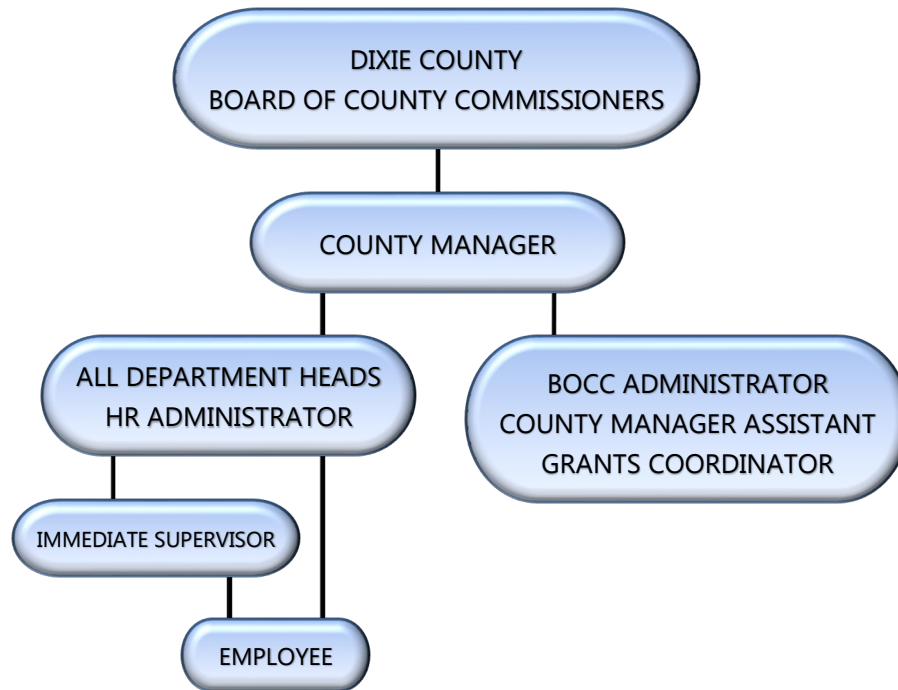 DIXIE COUNTY
BOARD OF COUNTY COMMISSIONERS
COUNTY MANAGER
ALL DEPARTMENT HEADS
HR ADMINISTRATOR
BOCC ADMINISTRATOR
COUNTY MANAGER ASSISTANT
GRANTS COORDINATOR
IMMEDIATE SUPERVISOR
EMPLOYEE